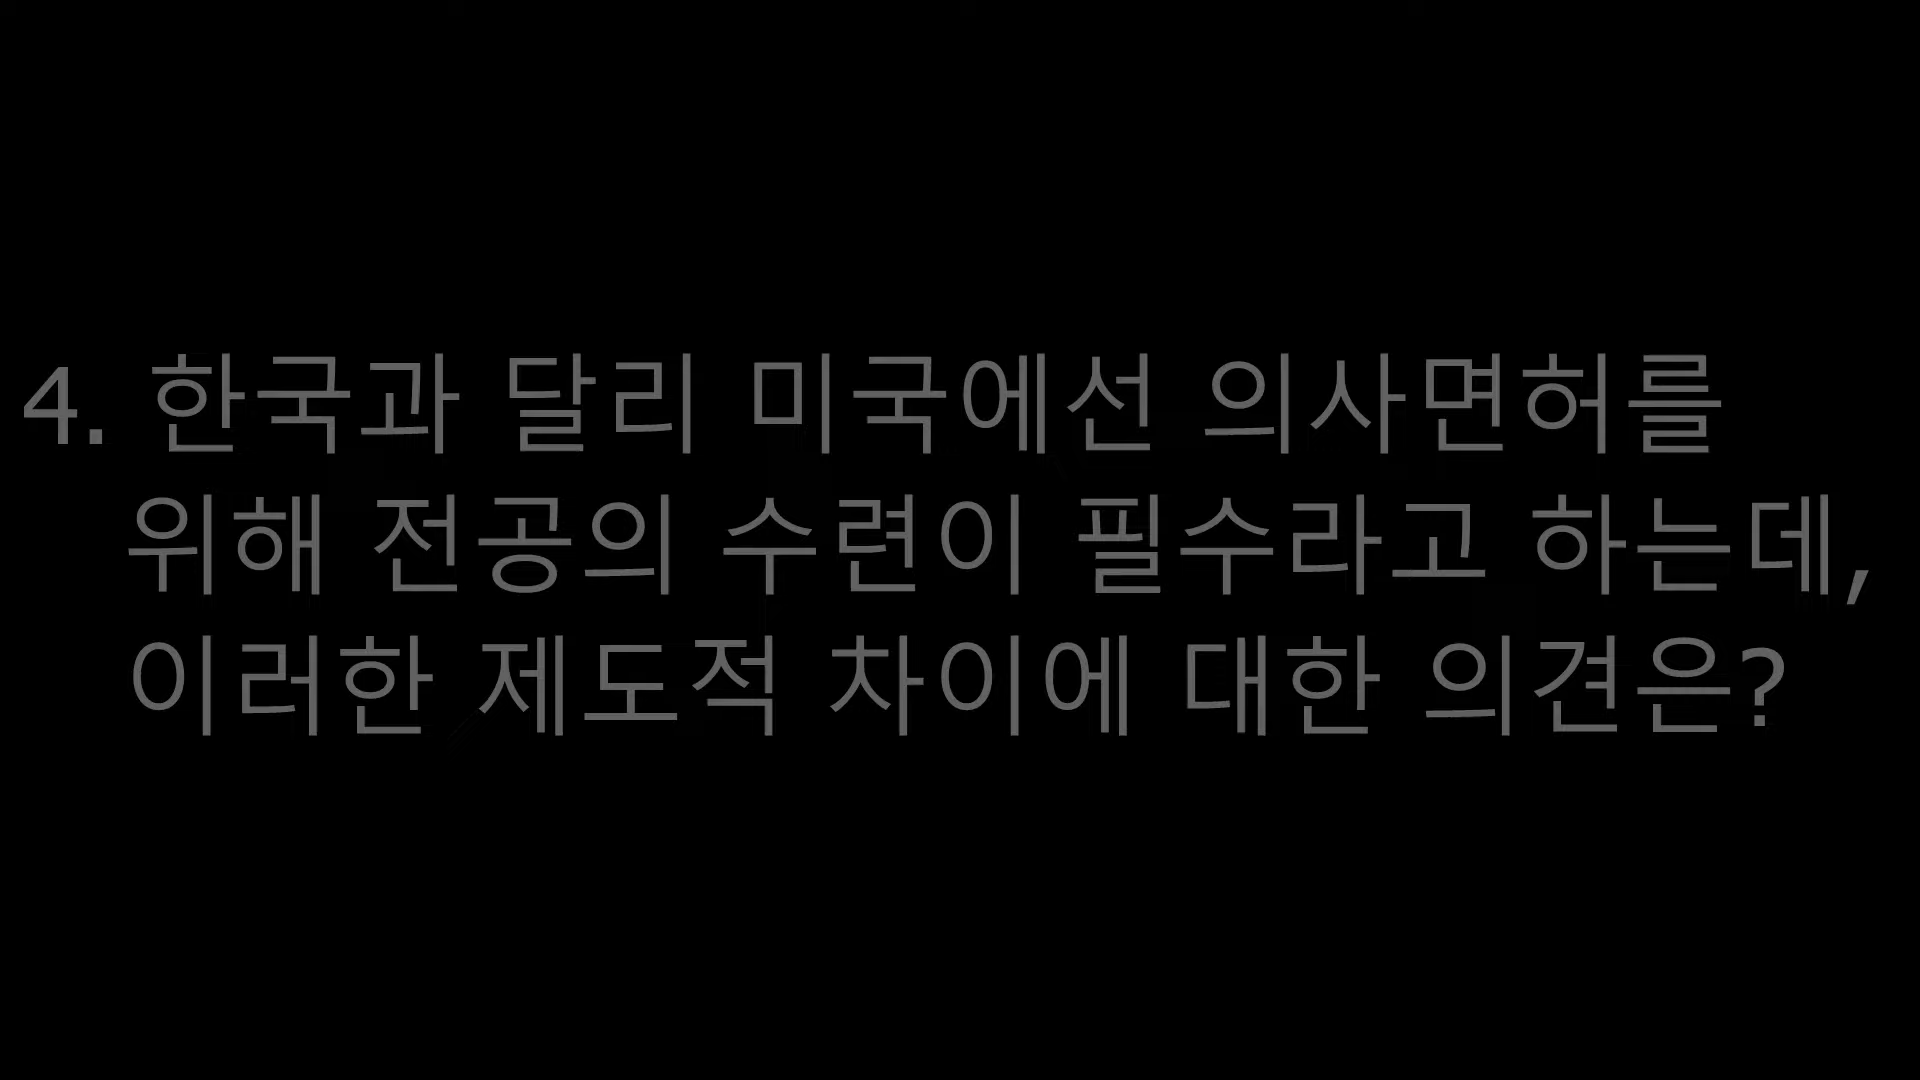 4. 한국과 달리 미국에선 의사면허를
위해 전공의 수련이 필수라고 하는데,
이러한 제도적 차이에 대한 의견은?